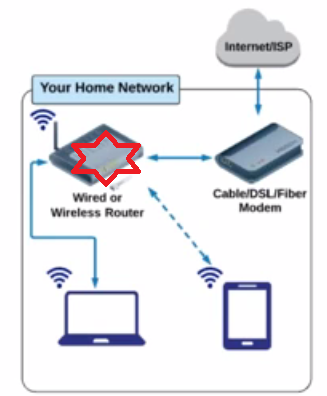 Internet/ISP
Your Home Network
Wired or
Wireless Router
Cable/DSL/Fiber
Modem